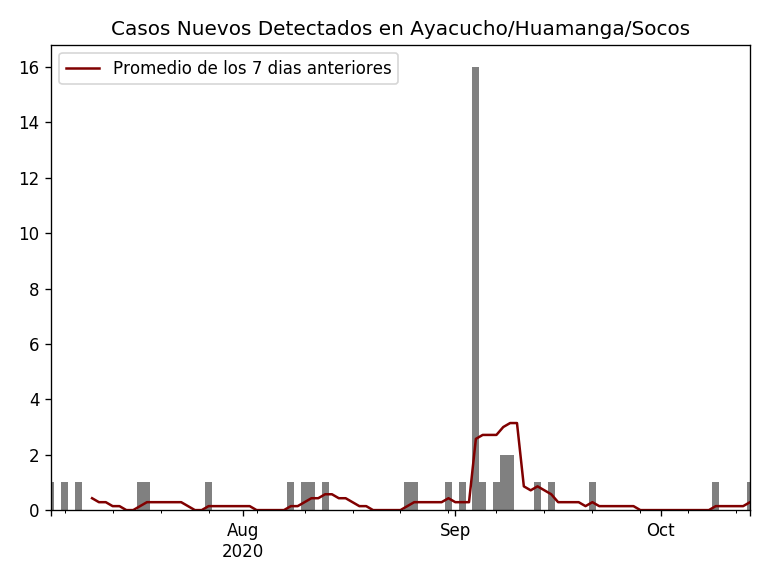 Casos Nuevos Detectados en Ayacucho/Huamanga/Socos
Promedio de los 7 dias anteriores
16
14
12
10
8
6
4
2
0
Aug
2020
Sep
Oct